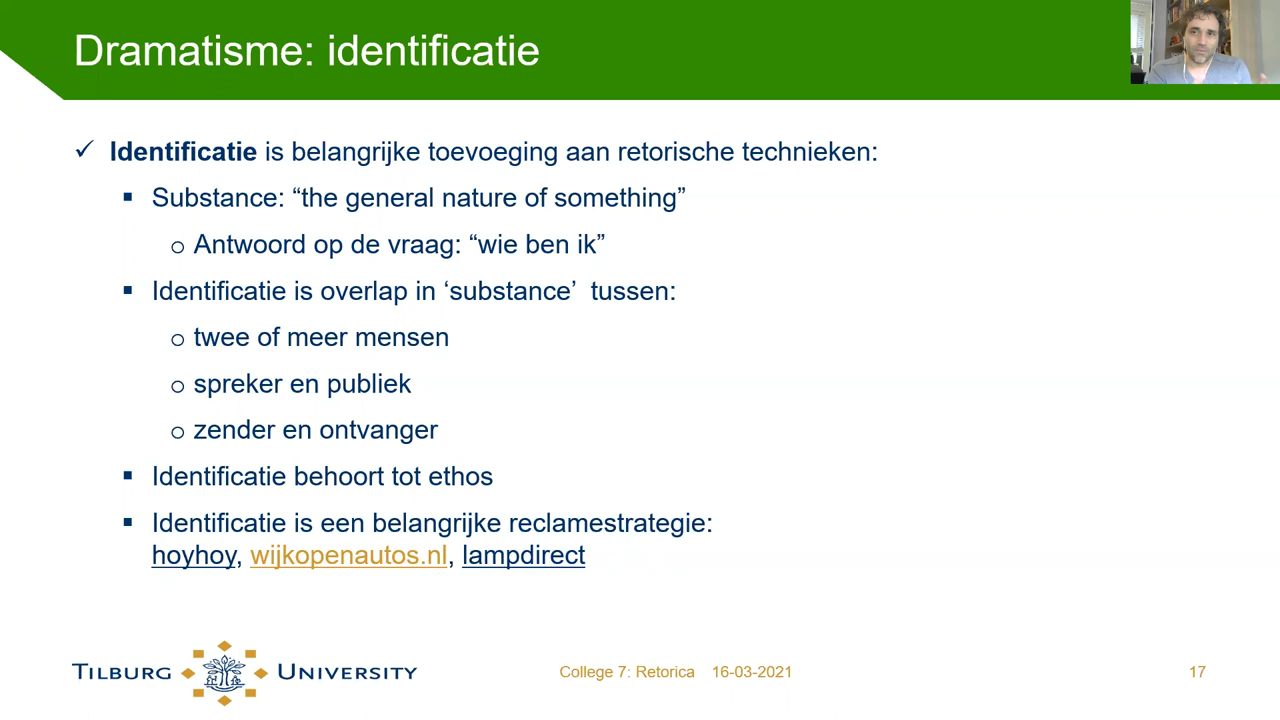 Dramatisme: identificatie
Identificatie is belangrijke toevoeging aan retorische technieken:
Substance: “the general nature of something”
Antwoord op de vraag: “wie ben ik”
Identificatie is overlap in ‘substance’ tussen:
twee of meer mensen
spreker en publiek
zender en ontvanger
Identificatie behoort tot ethos
Identificatie is een belangrijke reclamestrategie:
hoyhoy, wijkopenautos.nl, lampdirect
TILBURG UNIVERSITY
College 7: Retorica 16-03-2021
17